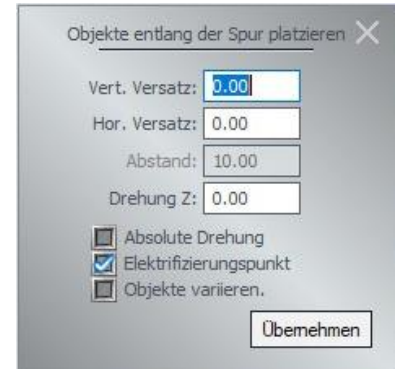 Objekte entlang der Spur platzieren
Vert. Versatz: 0.00
Hor. Versatz: 0.00
Abstand: 10.00
Drehung Z: 0.00
Absolute Drehung
Elektrifizierungspunkt
Objekte variieren.
Übernehmen